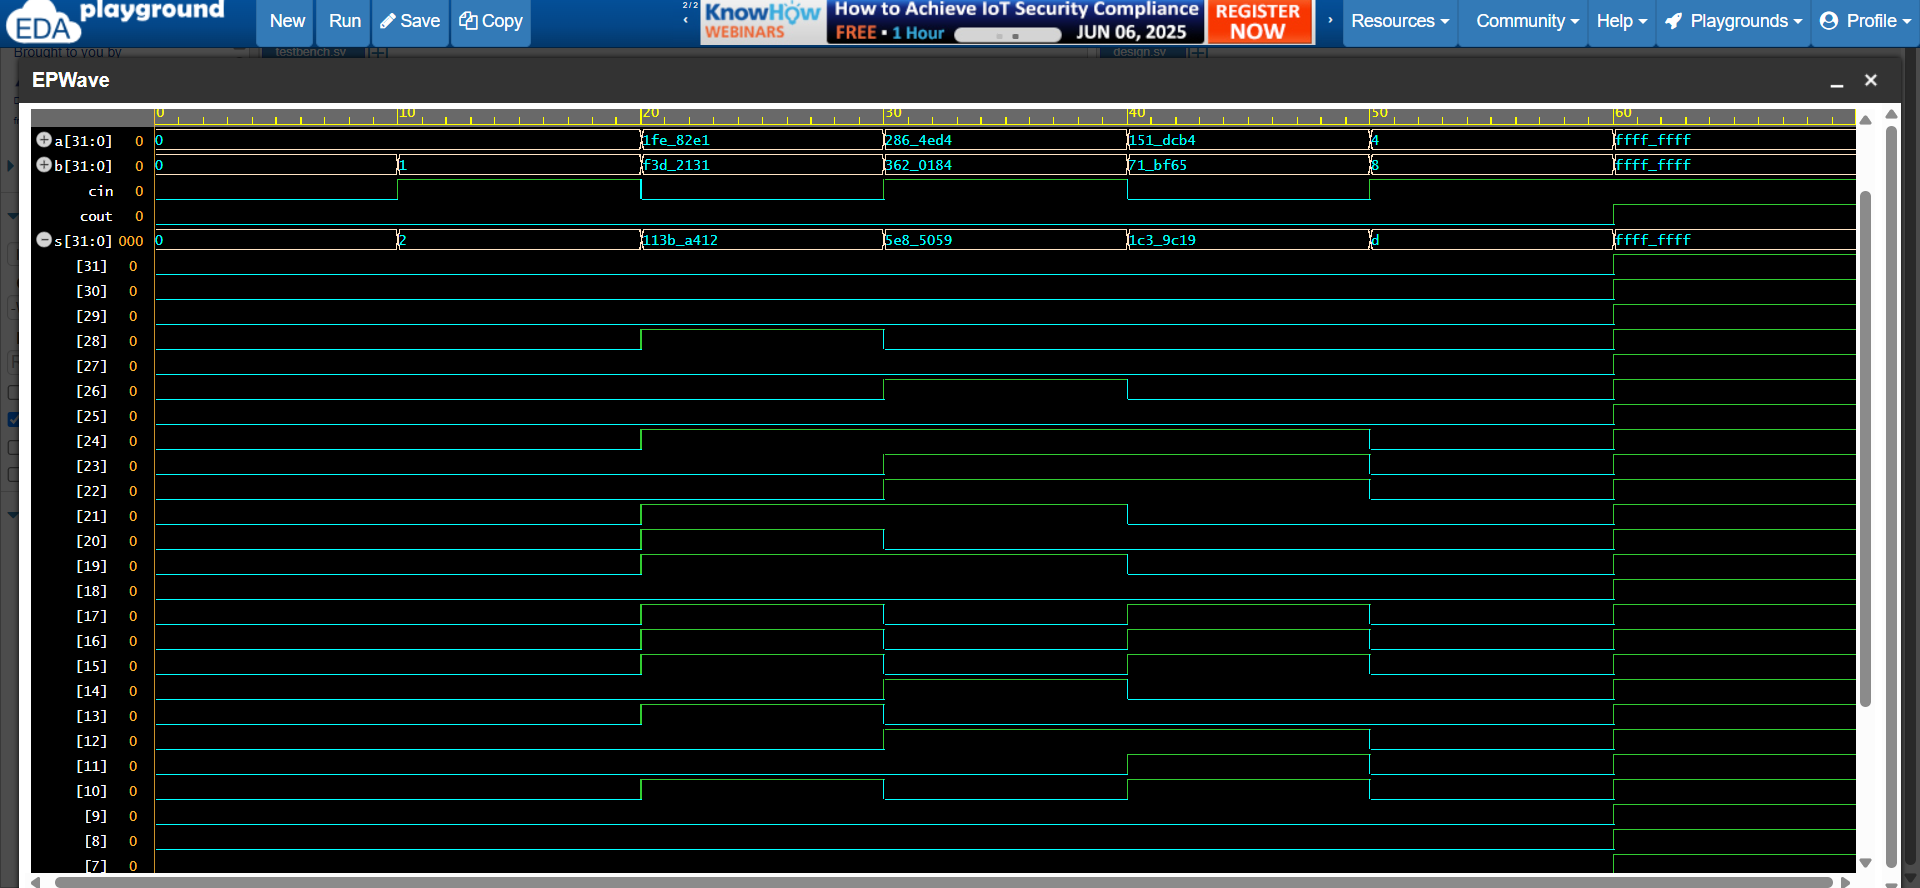 EDA playground New Run Save Copy 2/2 ‹ KnowHow WEBINARS How to Achieve IoT Security Compliance FREE • 1 Hour JUN 06, 2025 REGISTER NOW › Resources Community Help Playgrounds Profile
Brought to you by testbench.sv design.sv
EPWave
0 10 20 30 40 50 60
a[31:0] 0 0 1fe_82e1 286_4ed4 151_dcb4 4 ffff_ffff
b[31:0] 0 0 1 f3d_2131 362_0184 71_bf65 8 ffff_ffff
cin 0
cout 0
s[31:0] 000 0 2 113b_a412 5e8_5059 1c3_9c19 d ffff_ffff
[31] 0
[30] 0
[29] 0
[28] 0
[27] 0
[26] 0
[25] 0
[24] 0
[23] 0
[22] 0
[21] 0
[20] 0
[19] 0
[18] 0
[17] 0
[16] 0
[15] 0
[14] 0
[13] 0
[12] 0
[11] 0
[10] 0
[9] 0
[8] 0
[7] 0